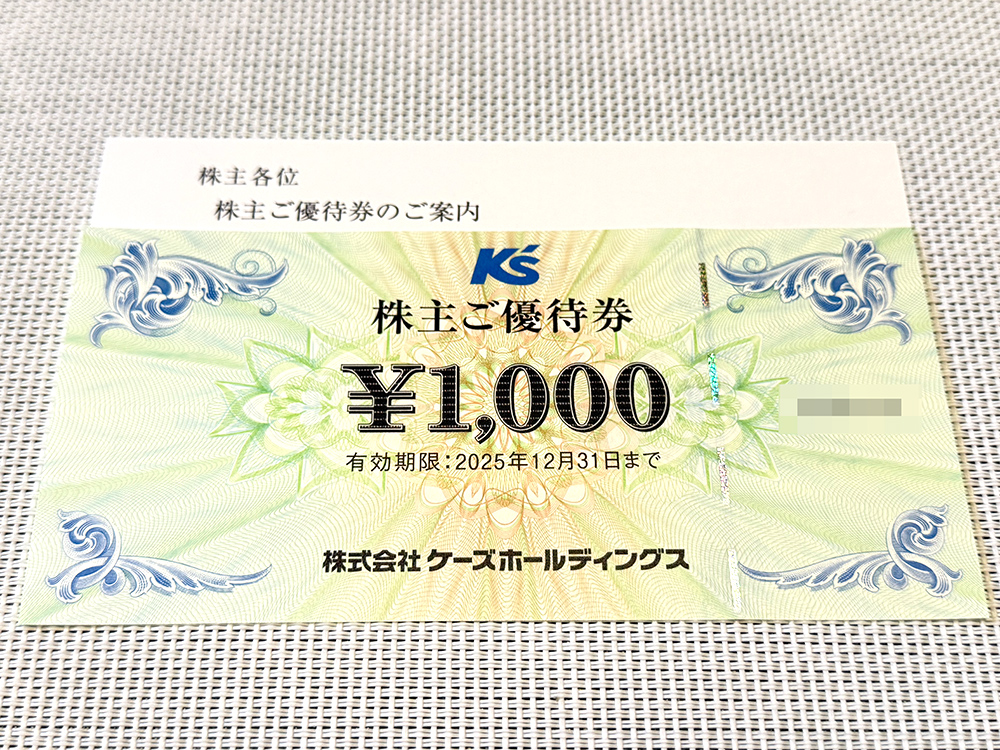 株主各位
株主ご優待券のご案内
K's
株主ご優待券
¥1,000
有効期限：2025年12月31日まで
株式会社 ケーズホールディングス